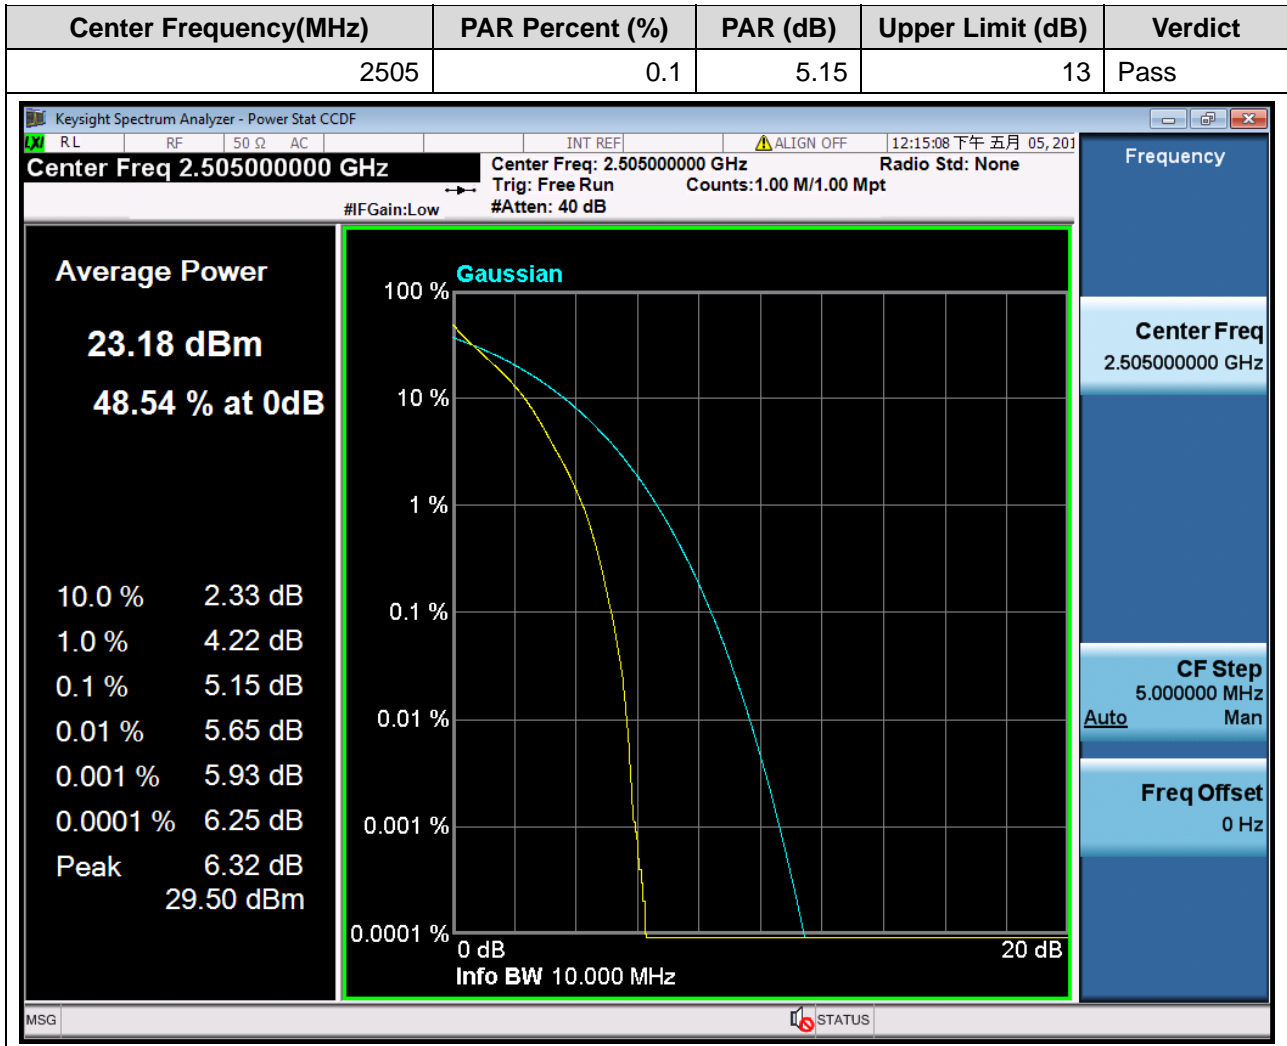 Center Frequency(MHz) PAR Percent (%) PAR (dB) Upper Limit (dB) Verdict
2505 0.1 5.15 13 Pass
Keysight Spectrum Analyzer - Power Stat CCDF
LXI RL RF 50 Ω AC INT REF ALIGN OFF 12:15:08 下午 五月 05, 201
Center Freq 2.505000000 GHz
#IFGain:Low
Center Freq: 2.505000000 GHz Radio Std: None
Trig: Free Run Counts:1.00 M/1.00 Mpt
#Atten: 40 dB
Average Power
23.18 dBm
48.54 % at 0dB
10.0 % 2.33 dB
1.0 % 4.22 dB
0.1 % 5.15 dB
0.01 % 5.65 dB
0.001 % 5.93 dB
0.0001 % 6.25 dB
Peak 6.32 dB
29.50 dBm
Gaussian
100 %
10 %
1 %
0.1 %
0.01 %
0.001 %
0.0001 %
0 dB 20 dB
Info BW 10.000 MHz
Frequency
Center Freq
2.505000000 GHz
CF Step
5.000000 MHz
Auto Man
Freq Offset
0 Hz
MSG STATUS